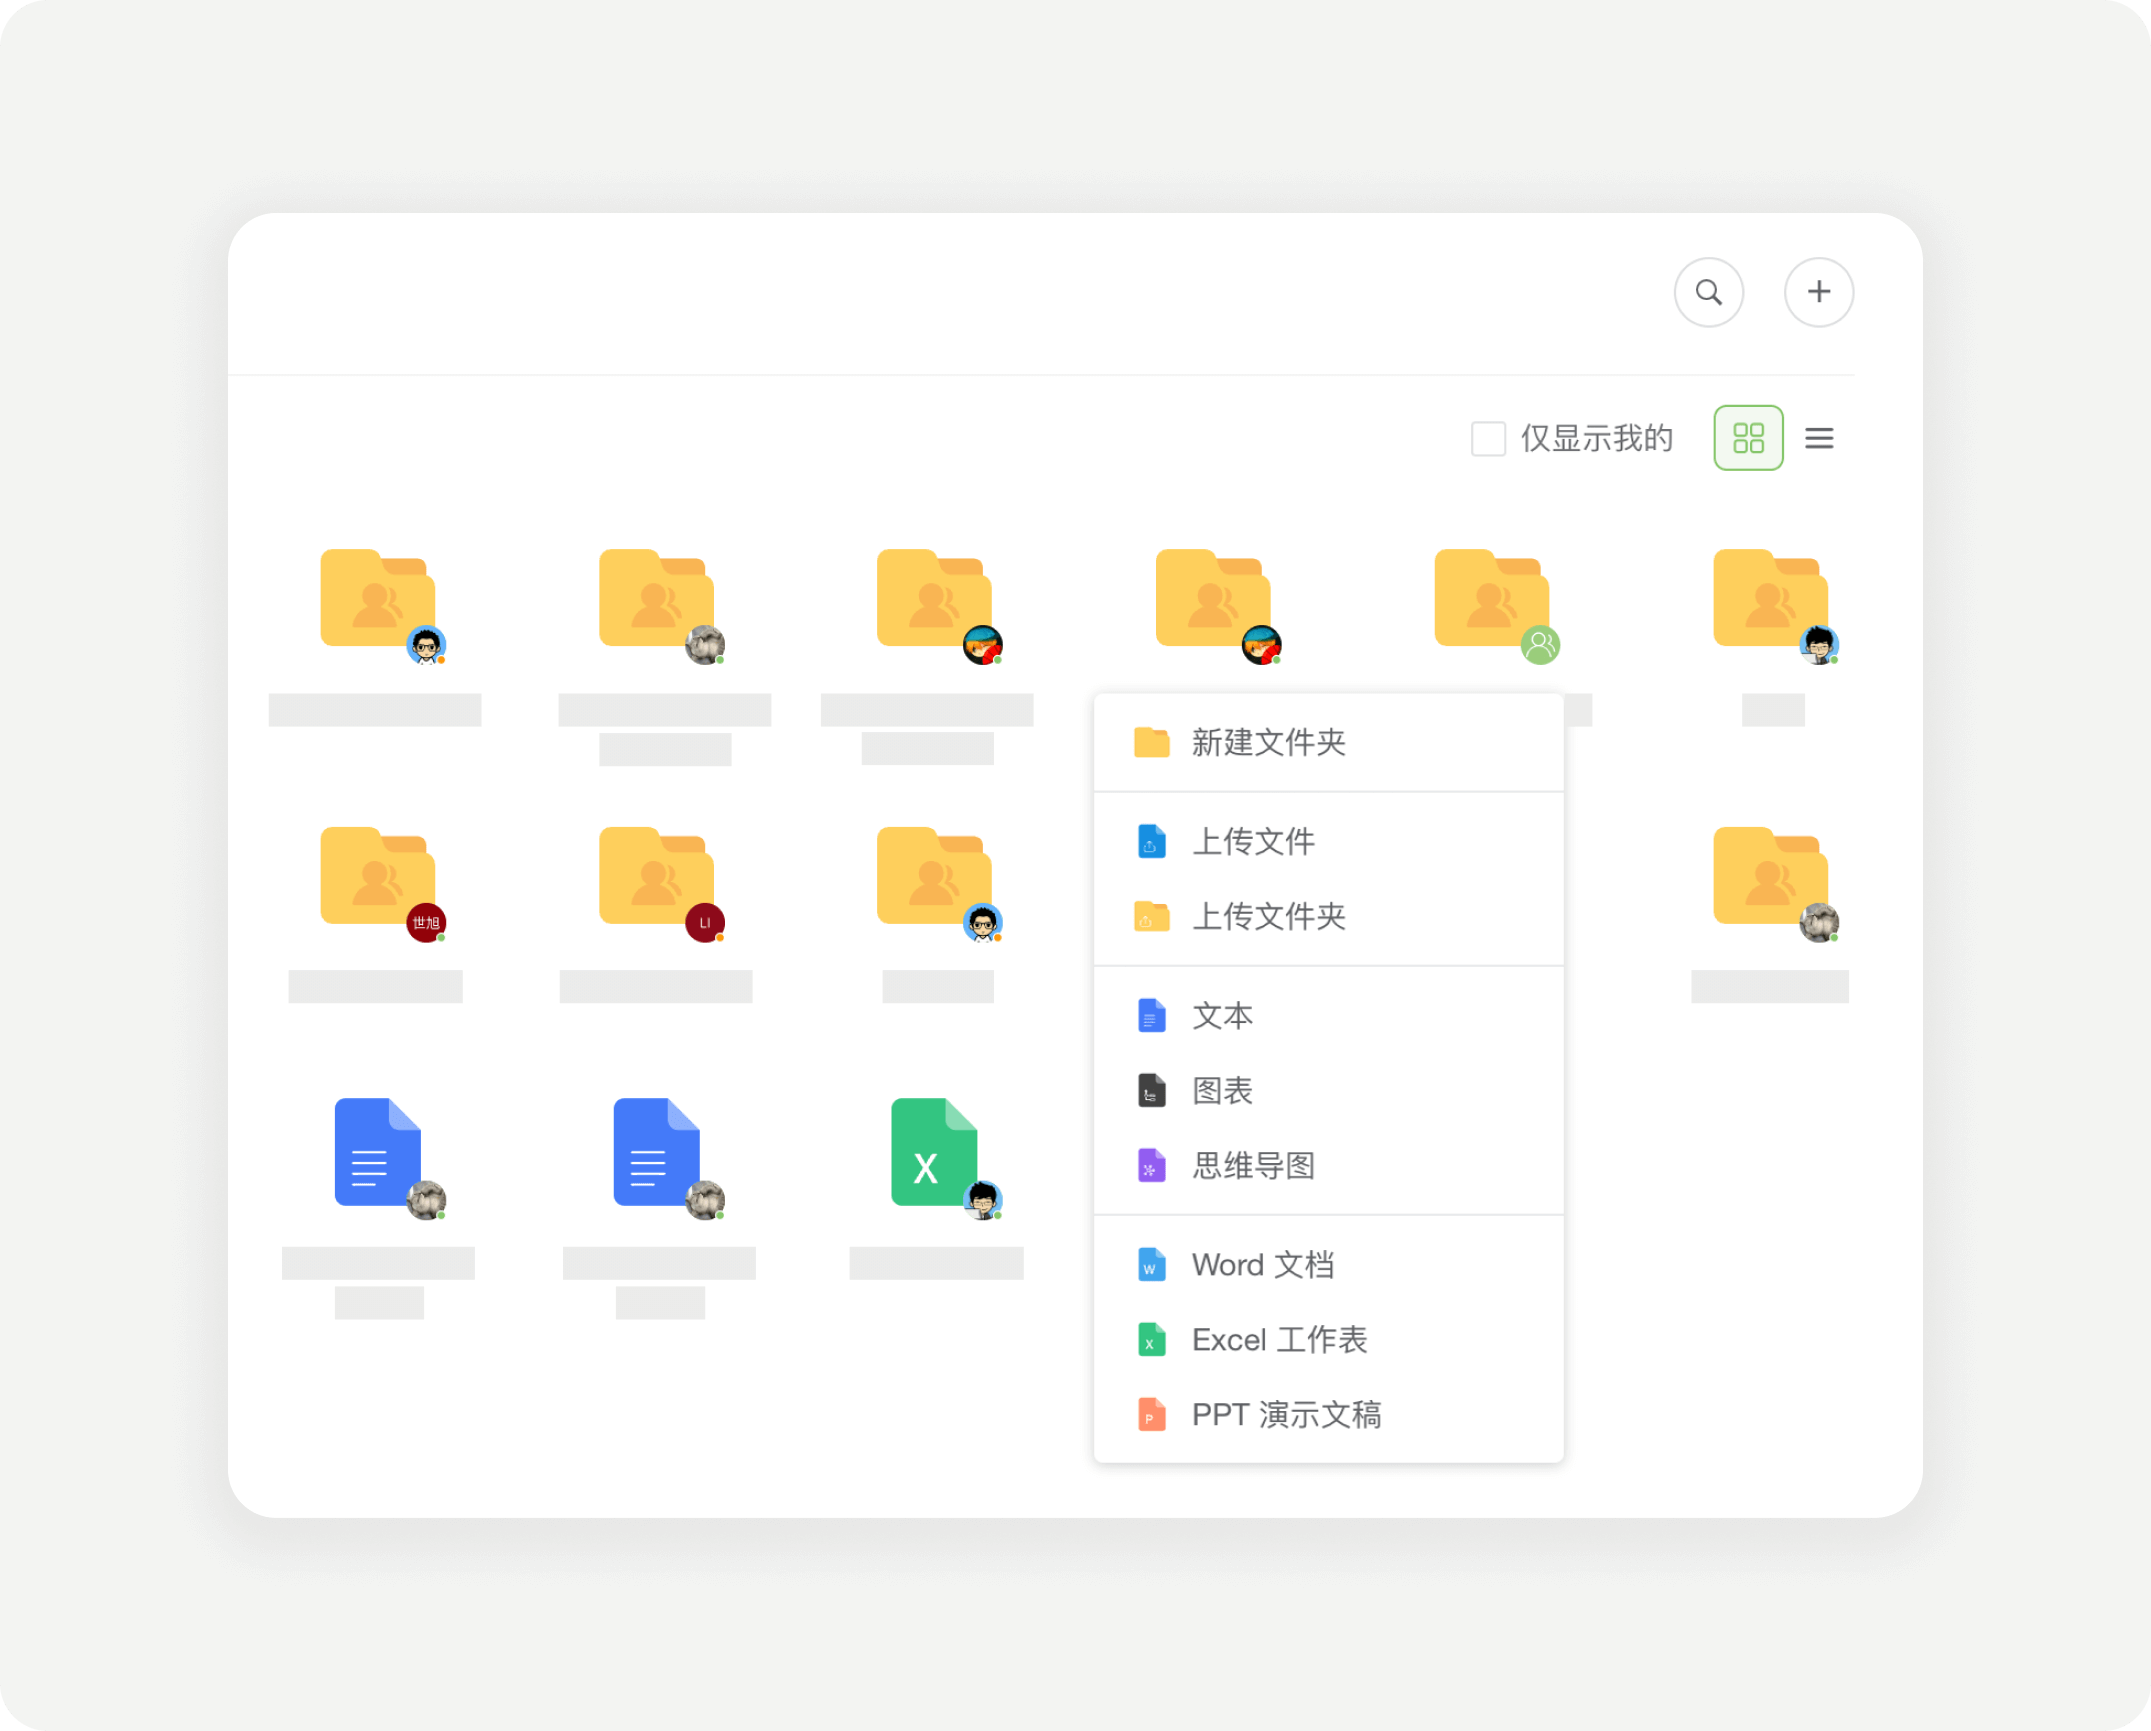 仅显示我的
新建文件夹
上传文件
上传文件夹
世旭
LI
文本
图表
思维导图
X
Word 文档
Excel 工作表
PPT 演示文稿